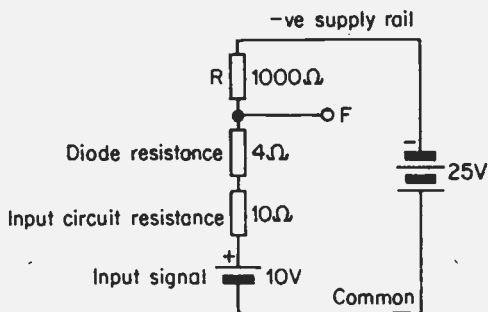 -ve supply rail
R 1000Ω
F
Diode resistance 4Ω
- 25V
Input circuit resistance 10Ω
+
Input signal 10V
Common